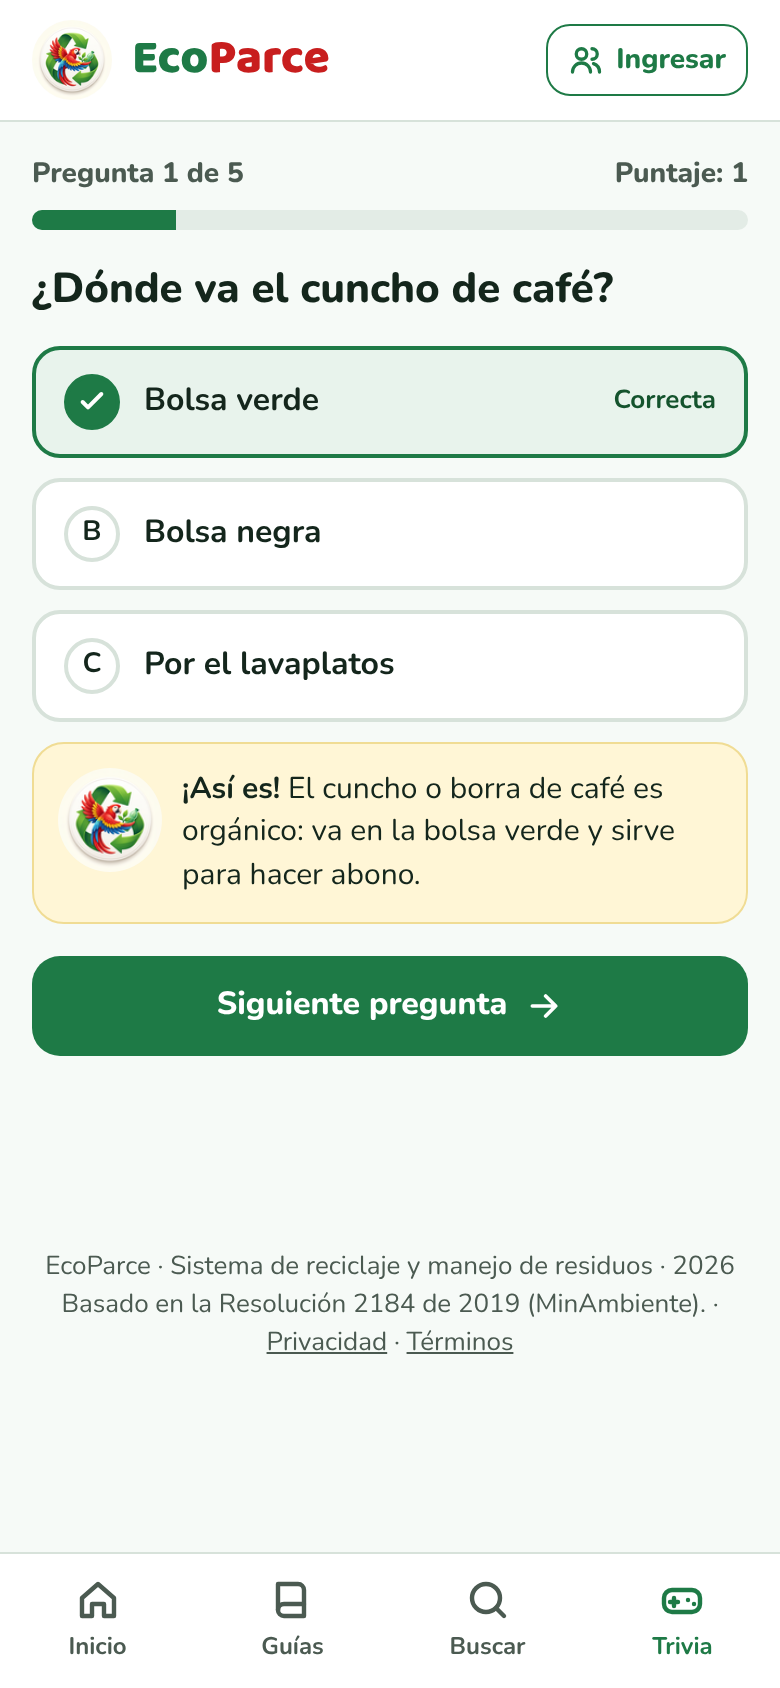 EcoParce
Ingresar
Pregunta 1 de 5
Puntaje: 1
¿Dónde va el cuncho de café?
Bolsa verde
Correcta
B
Bolsa negra
C
Por el lavaplatos
¡Así es! El cuncho o borra de café es
orgánico: va en la bolsa verde y sirve
para hacer abono.
Siguiente pregunta
EcoParce · Sistema de reciclaje y manejo de residuos · 2026
Basado en la Resolución 2184 de 2019 (MinAmbiente). ·
Privacidad · Términos
Inicio
Guías
Buscar
Trivia